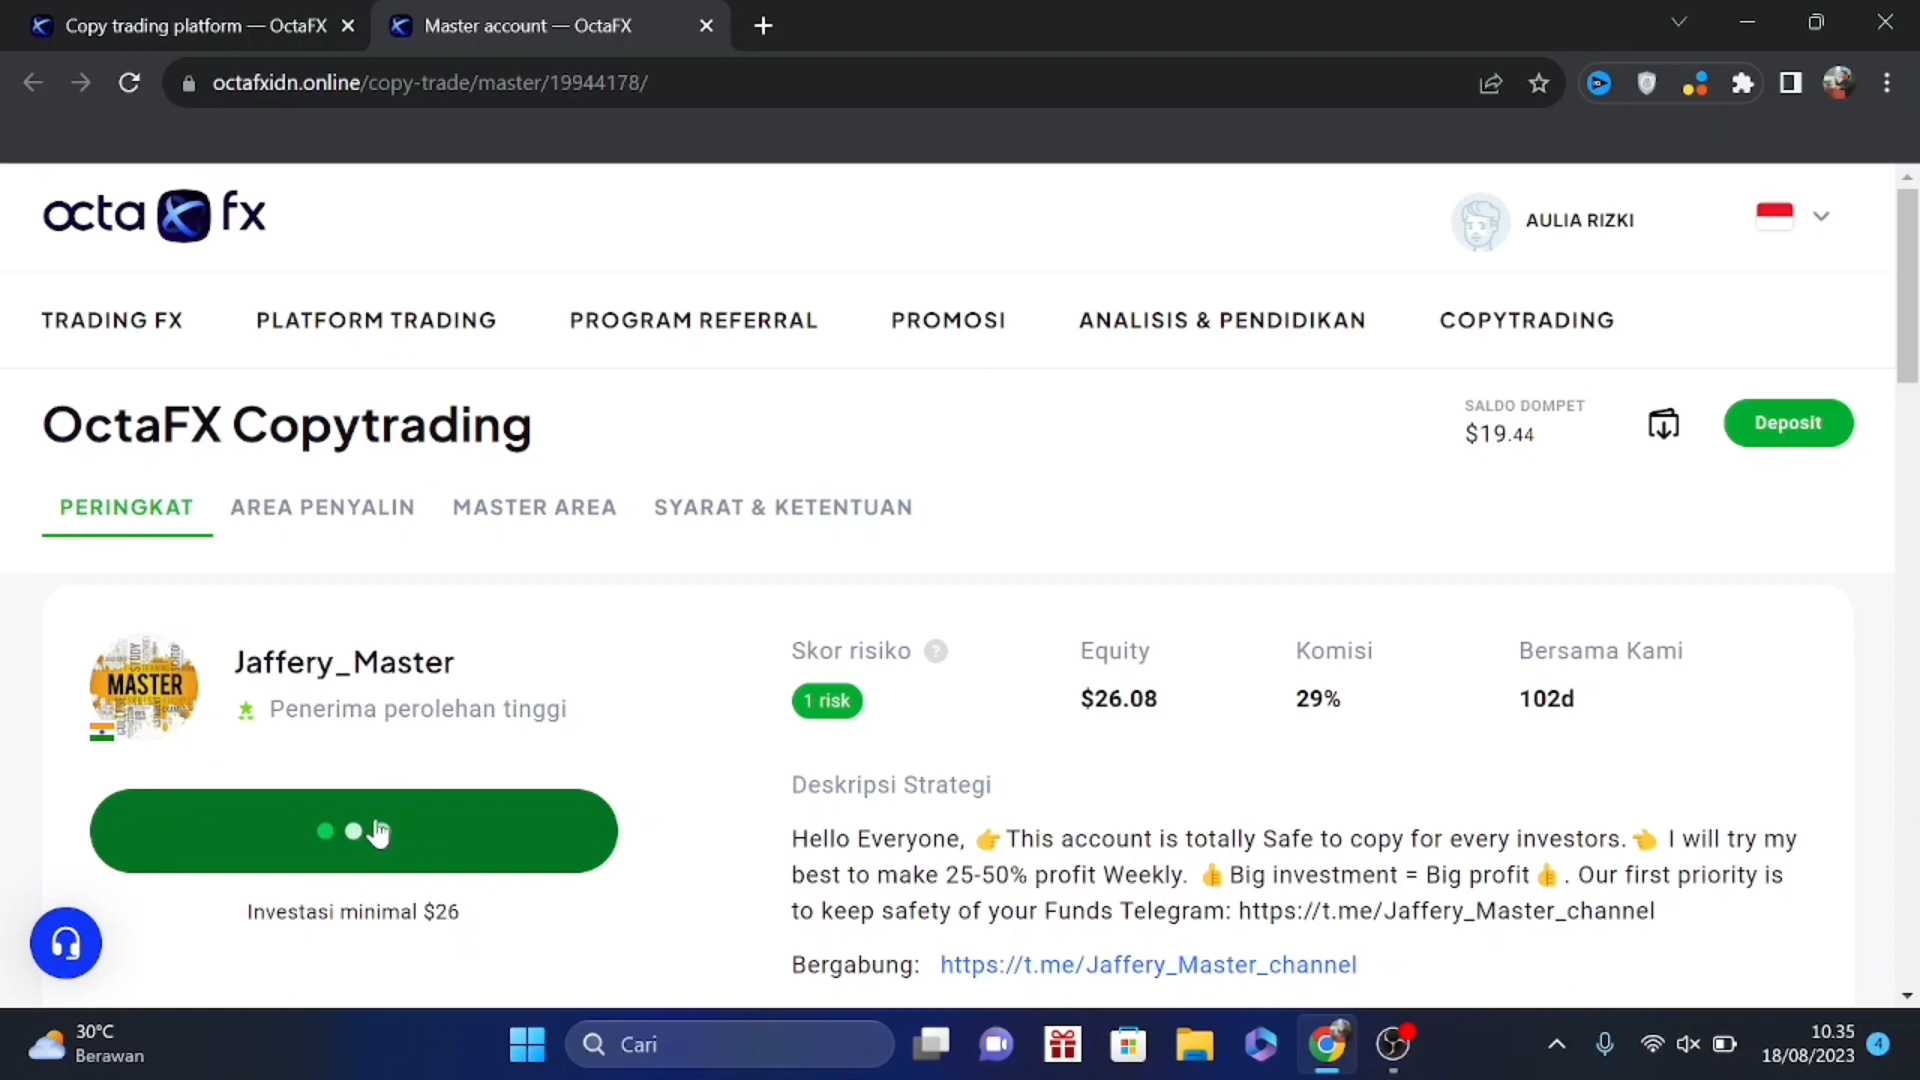 Copy trading platform — OctaFX
Master account — OctaFX
octafxidn.online/copy-trade/master/19944178/
octa fx
AULIA RIZKI
TRADING FX
PLATFORM TRADING
PROGRAM REFERRAL
PROMOSI
ANALISIS & PENDIDIKAN
COPYTRADING
OctaFX Copytrading
SALDO DOMPET
$19.44
Deposit
PERINGKAT
AREA PENYALIN
MASTER AREA
SYARAT & KETENTUAN
MASTER
Jaffery_Master
Penerima perolehan tinggi
Investasi minimal $26
Skor risiko ?
1 risk
Equity
$26.08
Komisi
29%
Bersama Kami
102d
Deskripsi Strategi
Hello Everyone, 👉 This account is totally Safe to copy for every investors. 👈 I will try my
best to make 25-50% profit Weekly. 👍 Big investment = Big profit 👍 . Our first priority is
to keep safety of your Funds Telegram: https://t.me/Jaffery_Master_channel
Bergabung: https://t.me/Jaffery_Master_channel
30°C
Berawan
Cari
10.35
18/08/2023
4